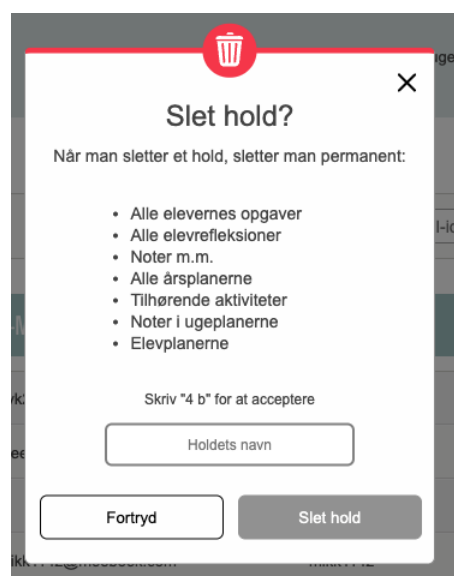 Slet hold?
Når man sletter et hold, sletter man permanent:
• Alle elevernes opgaver
• Alle elevrefleksioner
• Noter m.m.
• Alle årsplanerne
• Tilhørende aktiviteter
• Noter i ugeplanerne
• Elevplanerne
Skriv "4 b" for at acceptere
Holdets navn
Fortryd
Slet hold